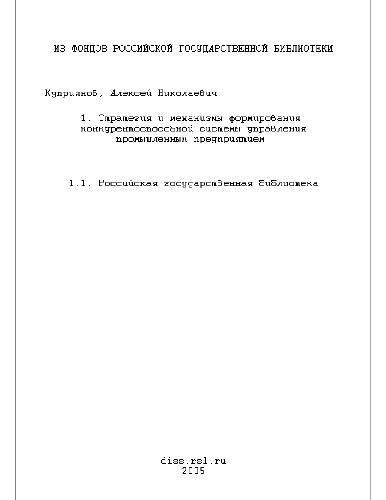 ИЗ ФОНДОВ РОССИЙСКОЙ ГОСУДАРСТВЕННОЙ БИБЛИОТЕКИ
Куприянов, Алексей Николаевич
1. Стратегия и механизмы формирования
конкурентоспособной системы управления
промышленным предприятием
1.1. Российская государственная библиотека
diss.rsl.ru
2005